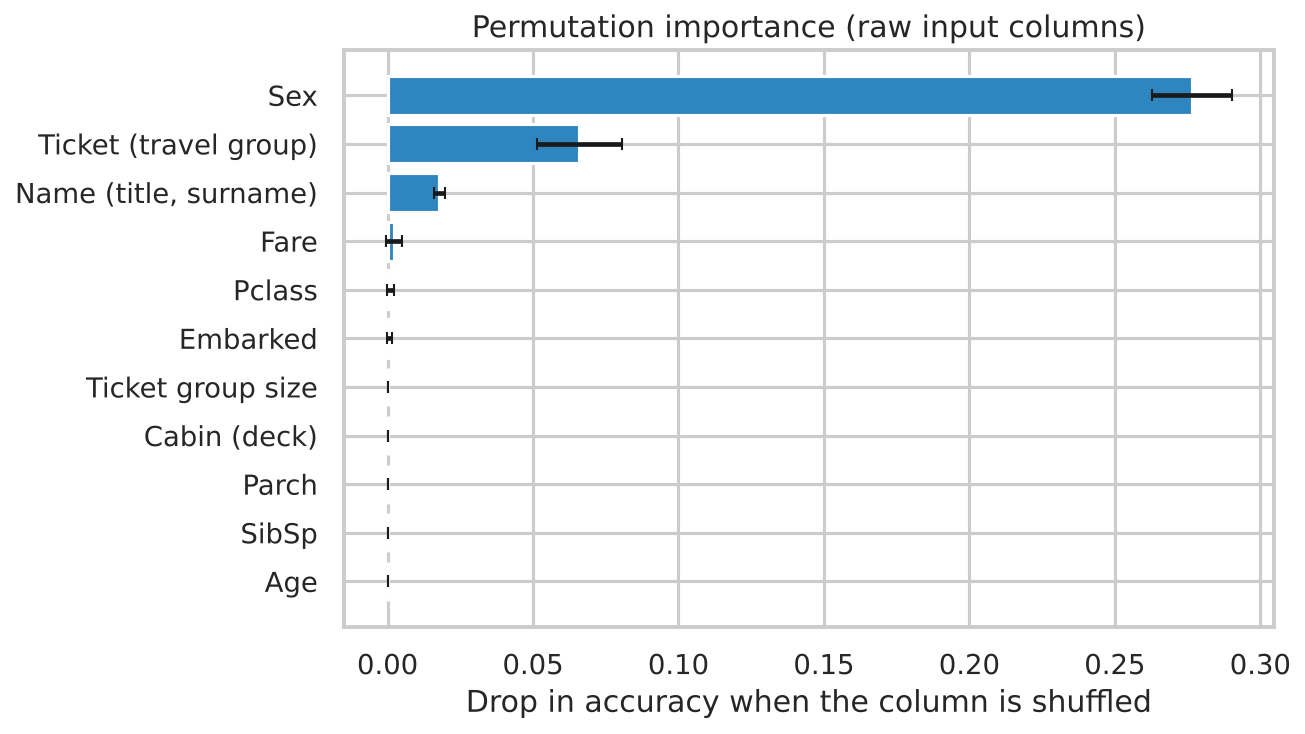 Permutation importance (raw input columns)
Sex
Ticket (travel group)
Name (title, surname)
Fare
Pclass
Embarked
Ticket group size
Cabin (deck)
Parch
SibSp
Age
0.00 0.05 0.10 0.15 0.20 0.25 0.30
Drop in accuracy when the column is shuffled